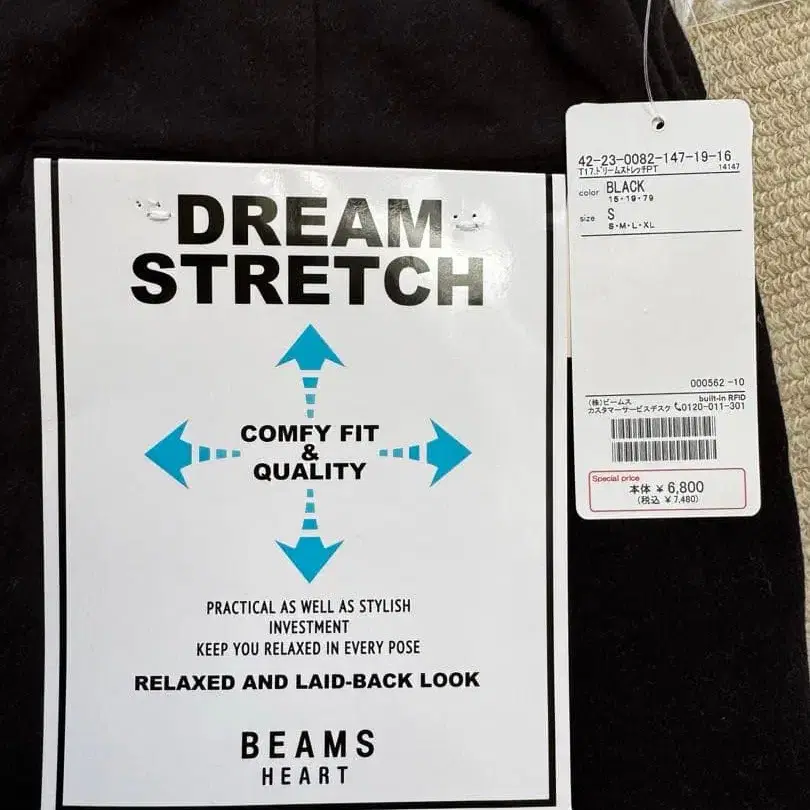 DREAM
STRETCH
COMFY FIT
&
QUALITY
PRACTICAL AS WELL AS STYLISH
INVESTMENT
KEEP YOU RELAXED IN EVERY POSE
RELAXED AND LAID-BACK LOOK
BEAMS
HEART
42-23-0082-147-19-16
T17.ドリームストレッチPT 14147
color BLACK
15・19・79
size S
S・M・L・XL
000562 -10
(株)ビームス built-in RFID
カスタマーサービスデスク 0120-011-301
Special price
本体 ¥6,800
(税込 ¥7,480)